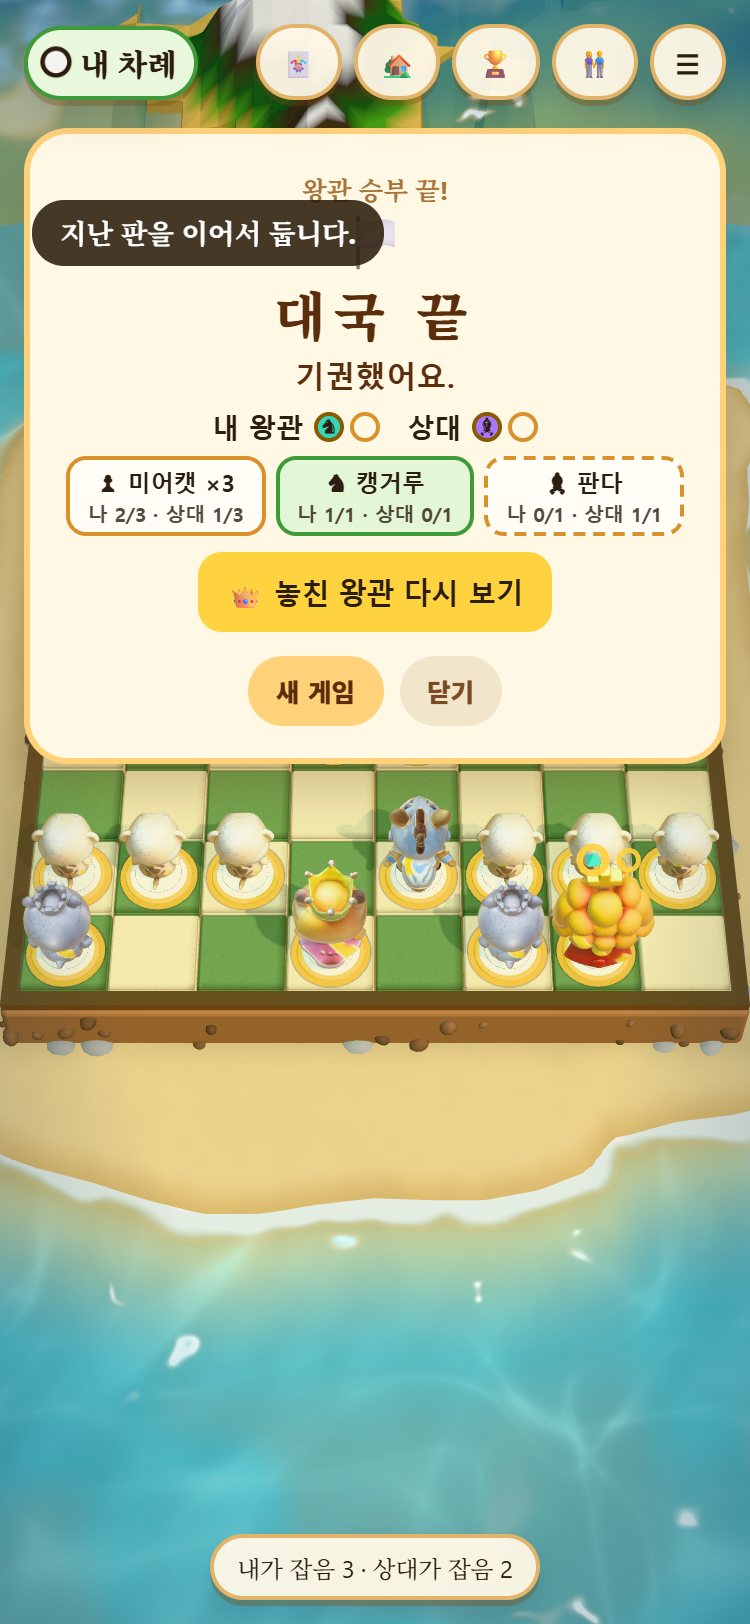 내 차례
왕관 승부 끝!
지난 판을 이어서 둡니다.
대국 끝
기권했어요.
내 왕관 상대
미어캣 ×3
나 2/3 · 상대 1/3
캥거루
나 1/1 · 상대 0/1
판다
나 0/1 · 상대 1/1
놓친 왕관 다시 보기
새 게임
닫기
내가 잡음 3 · 상대가 잡음 2